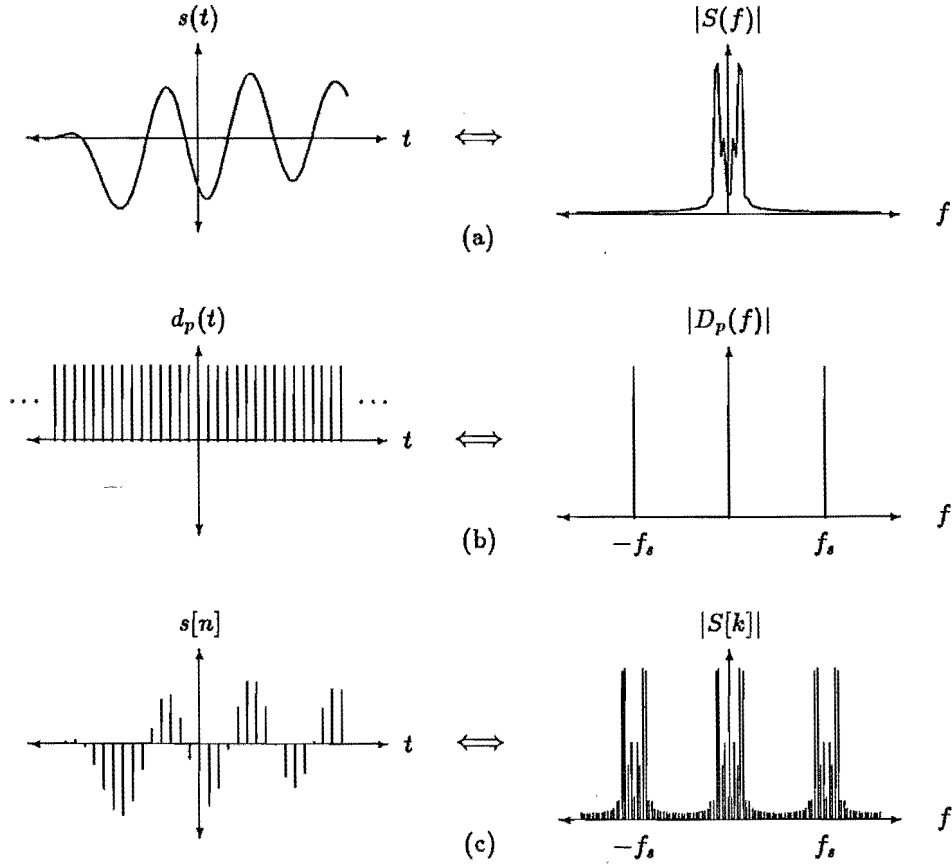 s(t) |S(f)|
t ⟺ f
(a)
d_p(t) |D_p(f)|
··· ··· t ⟺ f
−f_s f_s
(b)
s[n] |S[k]|
t ⟺ f
−f_s f_s
(c)